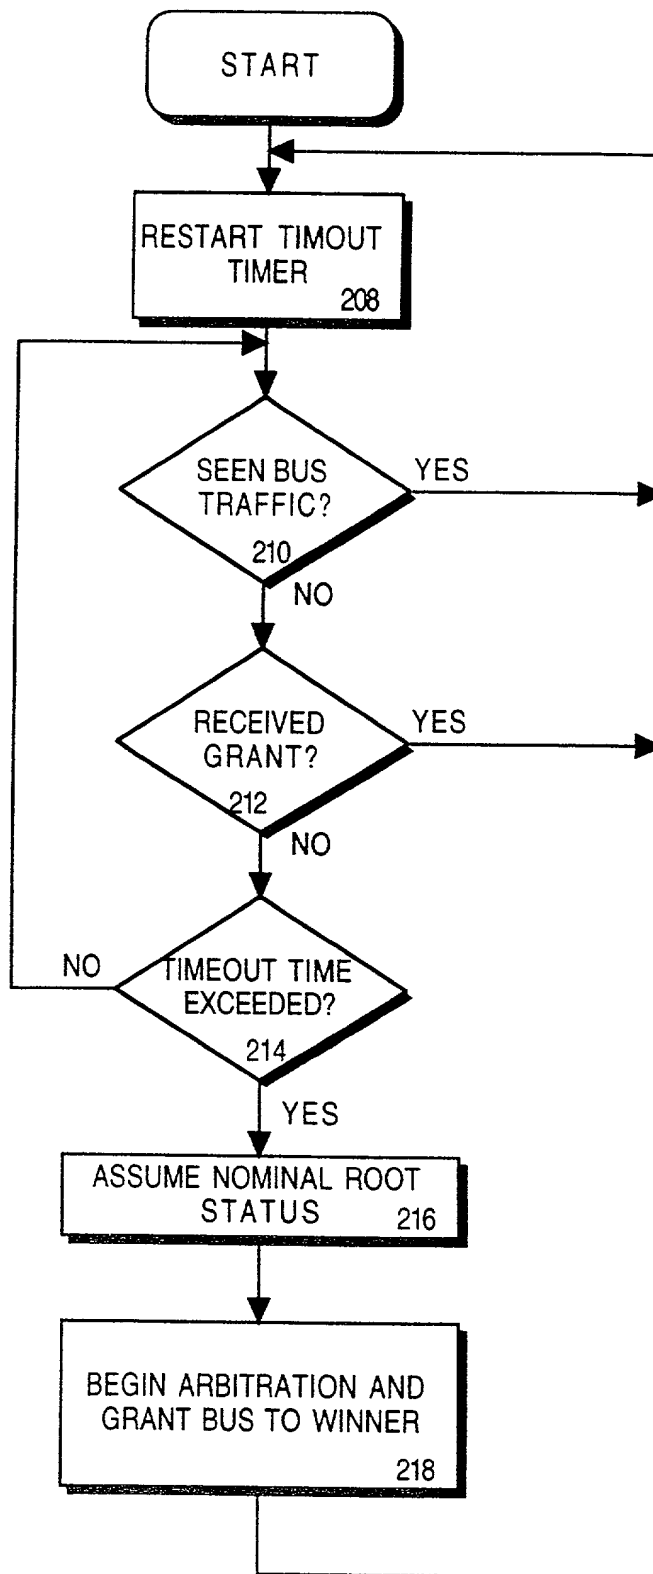 START
RESTART TIMOUT
TIMER
208
SEEN BUS
TRAFFIC?
210
YES
NO
RECEIVED
GRANT?
212
YES
NO
TIMEOUT TIME
EXCEEDED?
214
NO
YES
ASSUME NOMINAL ROOT
STATUS 216
BEGIN ARBITRATION AND
GRANT BUS TO WINNER
218